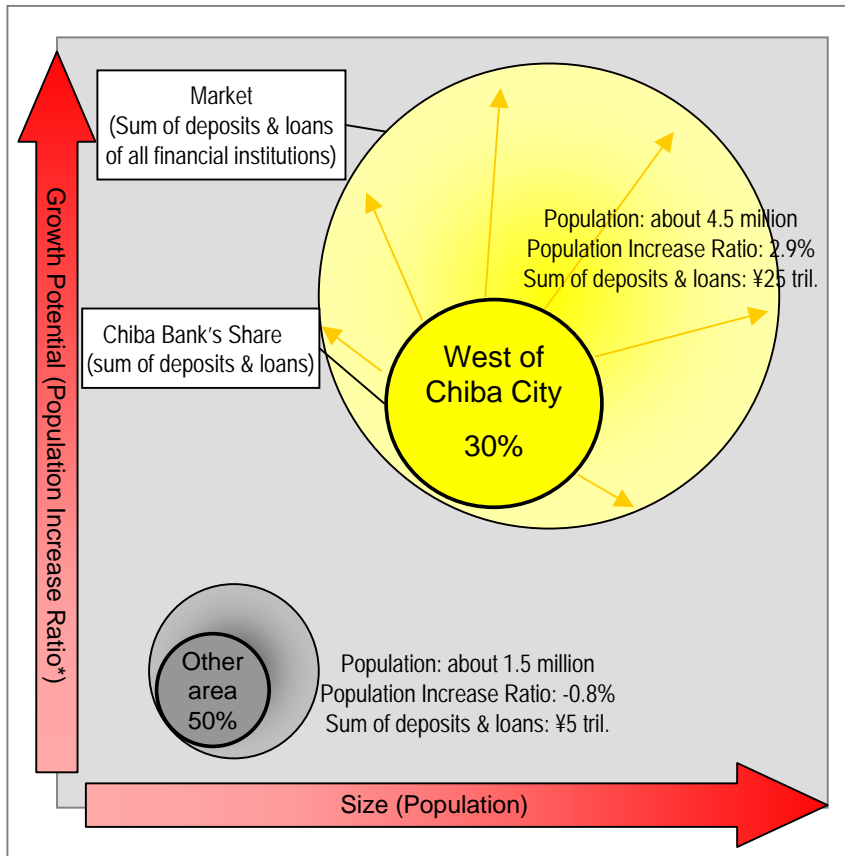 Market
(Sum of deposits & loans
of all financial institutions)
Growth Potential (Population Increase Ratio*)
Population: about 4.5 million
Population Increase Ratio: 2.9%
Sum of deposits & loans: ¥25 tril.
Chiba Bank's Share
(sum of deposits & loans)
West of
Chiba City
30%
Other
area
50%
Population: about 1.5 million
Population Increase Ratio: -0.8%
Sum of deposits & loans: ¥5 tril.
Size (Population)